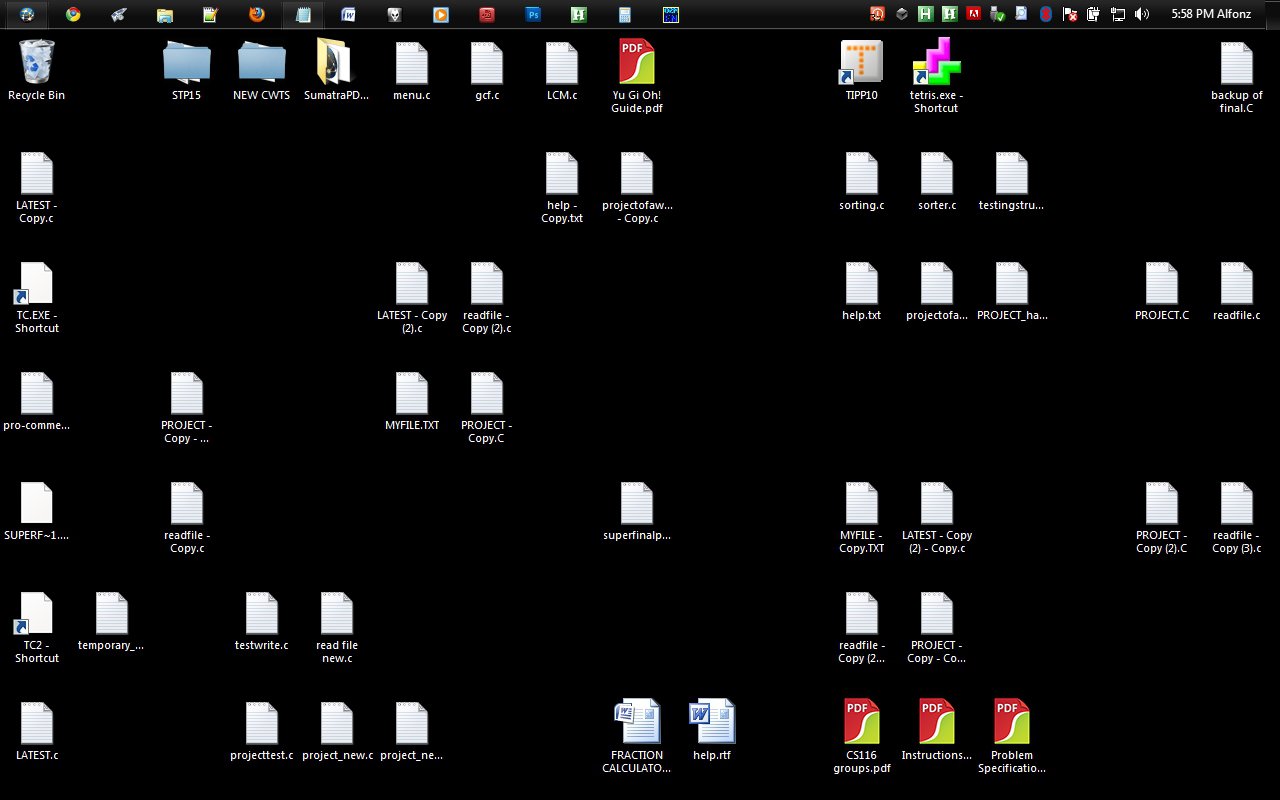 5:58 PM Alfonz
Recycle Bin
STP15
NEW CWTS
SumatraPD...
menu.c
gcf.c
LCM.c
Yu Gi Oh!
Guide.pdf
TIPP10
tetris.exe -
Shortcut
backup of
final.C
LATEST -
Copy.c
help -
Copy.txt
projectofaw...
- Copy.c
sorting.c
sorter.c
testingstru...
TC.EXE -
Shortcut
LATEST - Copy
(2).c
readfile -
Copy (2).c
help.txt
projectofa...
PROJECT_ha...
PROJECT.C
readfile.c
pro-comme...
PROJECT -
Copy - ...
MYFILE.TXT
PROJECT -
Copy.C
SUPERF~1....
readfile -
Copy.c
superfinalp...
MYFILE -
Copy.TXT
LATEST - Copy
(2) - Copy.c
PROJECT -
Copy (2).C
readfile -
Copy (3).c
TC2 -
Shortcut
temporary_...
testwrite.c
read file
new.c
readfile -
Copy (2...
PROJECT -
Copy - Co...
LATEST.c
projecttest.c
project_new.c
project_ne...
FRACTION
CALCULATO...
help.rtf
CS116
groups.pdf
Instructions...
Problem
Specificatio...